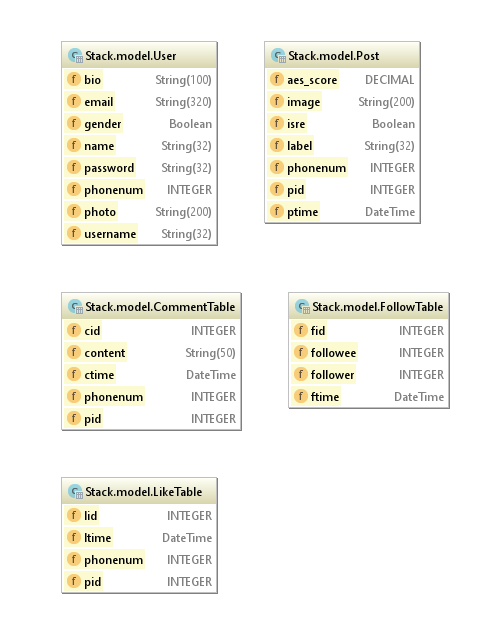 Stack.model.User
f bio String(100)
f email String(320)
f gender Boolean
f name String(32)
f password String(32)
f phonenum INTEGER
f photo String(200)
f username String(32)
Stack.model.Post
f aes_score DECIMAL
f image String(200)
f isre Boolean
f label String(32)
f phonenum INTEGER
f pid INTEGER
f ptime DateTime
Stack.model.CommentTable
f cid INTEGER
f content String(50)
f ctime DateTime
f phonenum INTEGER
f pid INTEGER
Stack.model.FollowTable
f fid INTEGER
f followee INTEGER
f follower INTEGER
f ftime DateTime
Stack.model.LikeTable
f lid INTEGER
f ltime DateTime
f phonenum INTEGER
f pid INTEGER